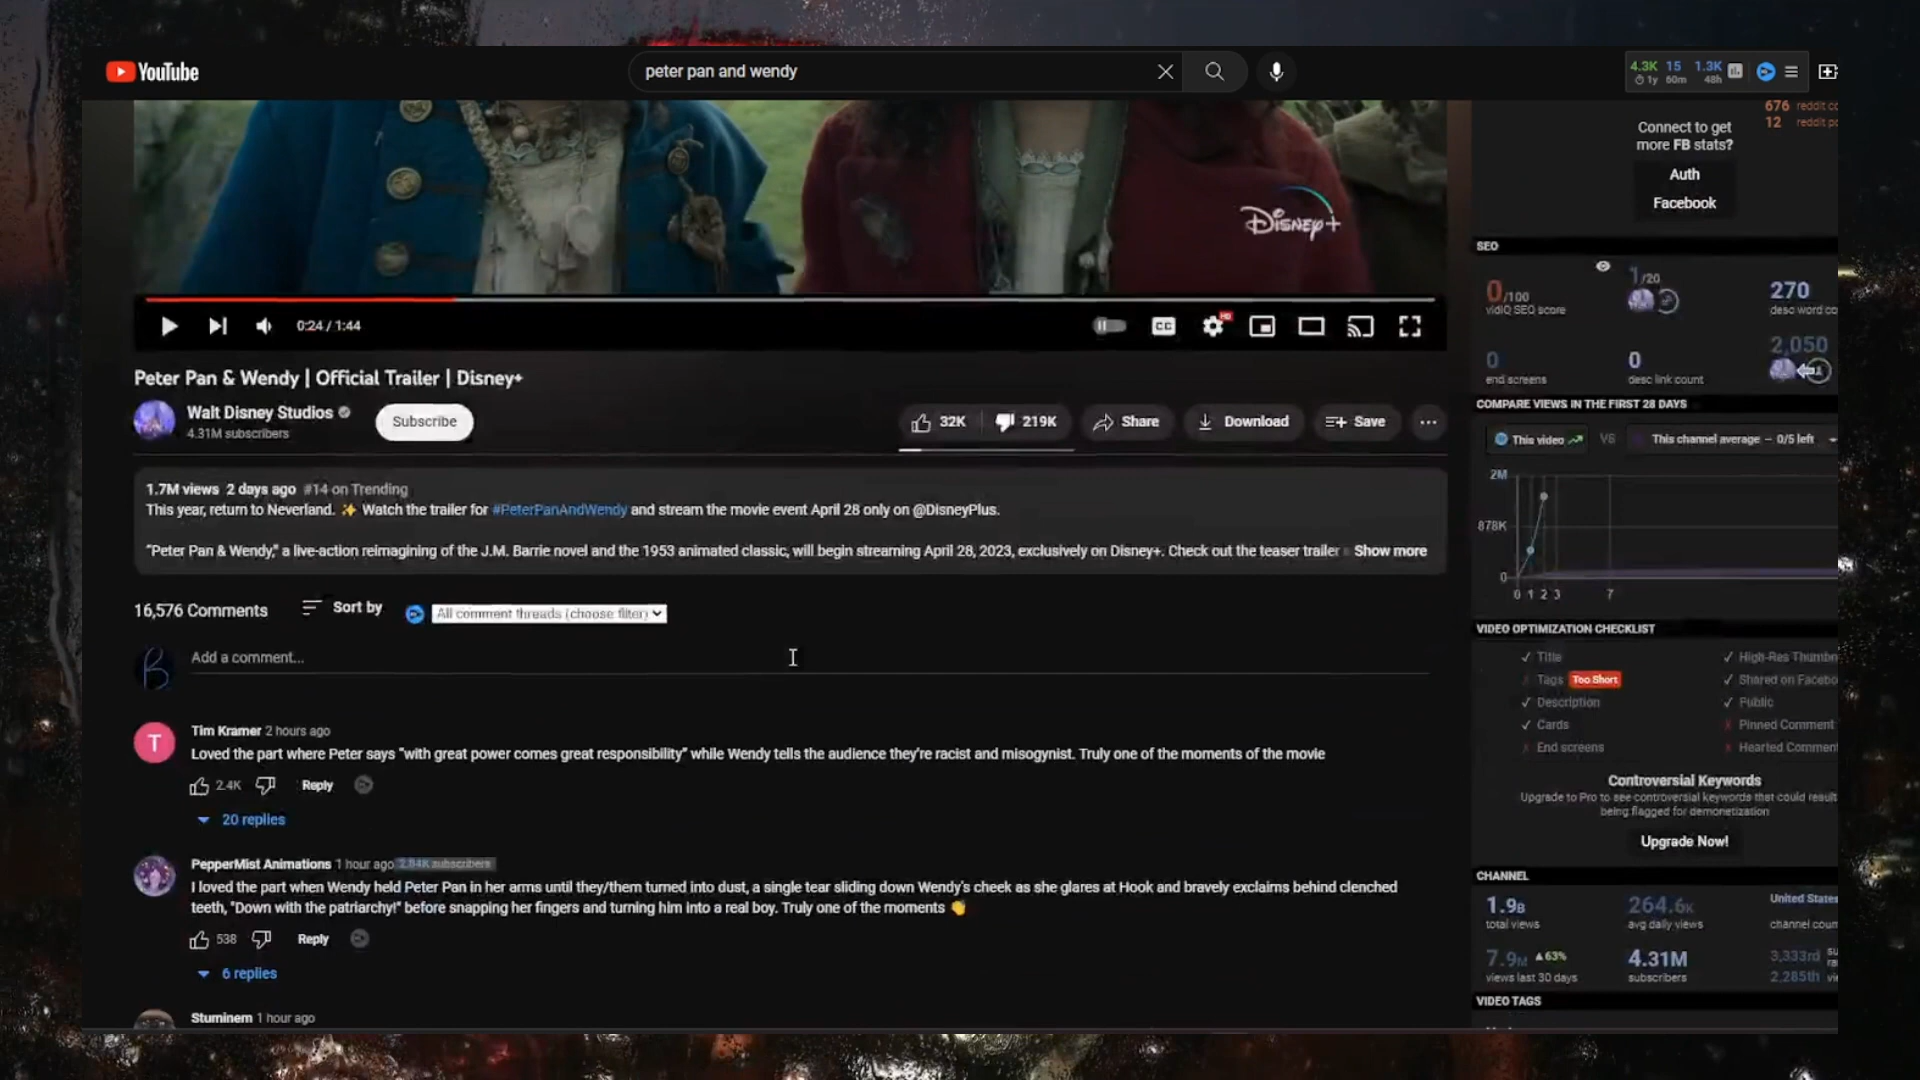 YouTube
peter pan and wendy
4.3K 15 1.3K
1y 60m 48h
676 reddit
12 reddit
Connect to get
more FB stats?
Auth
Facebook
Disney+
SEO
0/100
vidIQ SEO score
1/20
270
desc word
0
end screens
0
desc link count
2,050
0:24 / 1:44
CC
HD
Peter Pan & Wendy | Official Trailer | Disney+
Walt Disney Studios
4.31M subscribers
Subscribe
32K
219K
Share
Download
Save
COMPARE VIEWS IN THE FIRST 28 DAYS
This video VS This channel average – 0/5 left
2M
878K
0
0 1 2 3 7
1.7M views 2 days ago #14 on Trending
This year, return to Neverland. ✨ Watch the trailer for #PeterPanAndWendy and stream the movie event April 28 only on @DisneyPlus.
"Peter Pan & Wendy," a live-action reimagining of the J.M. Barrie novel and the 1953 animated classic, will begin streaming April 28, 2023, exclusively on Disney+. Check out the teaser trailer Show more
16,576 Comments
Sort by
All comment threads (choose filter)
Add a comment...
VIDEO OPTIMIZATION CHECKLIST
Title
Tags Too Short
Description
Cards
End screens
High-Res
Shared on
Public
Pinned Comment
Hearted
Controversial Keywords
Upgrade to Pro to see controversial keywords that could result
being flagged for demonetization
Upgrade Now!
T
Tim Kramer 2 hours ago
Loved the part where Peter says "with great power comes great responsibility" while Wendy tells the audience they're racist and misogynist. Truly one of the moments of the movie
2.4K
Reply
20 replies
PepperMist Animations 1 hour ago 2.84K subscribers
I loved the part when Wendy held Peter Pan in her arms until they/them turned into dust, a single tear sliding down Wendy's cheek as she glares at Hook and bravely exclaims behind clenched
teeth, "Down with the patriarchy!" before snapping her fingers and turning him into a real boy. Truly one of the moments 👏
538
Reply
6 replies
Stuminem 1 hour ago
CHANNEL
1.9B
total views
264.6K
avg daily views
United States
channel
7.9M ▲63%
views last 30 days
4.31M
subscribers
3,333rd
2,285th
VIDEO TAGS